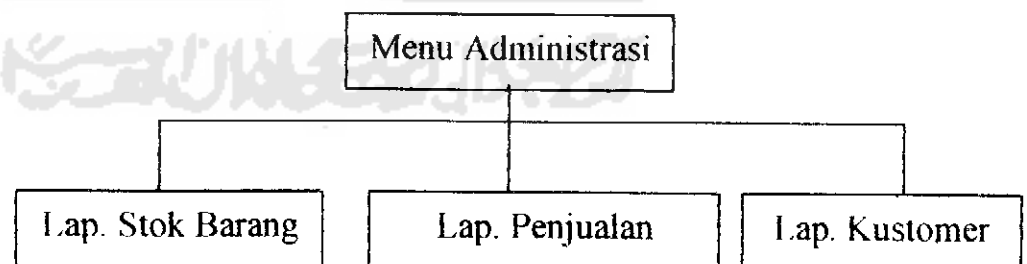 Menu Administrasi
Lap. Stok Barang
Lap. Penjualan
Lap. Kustomer